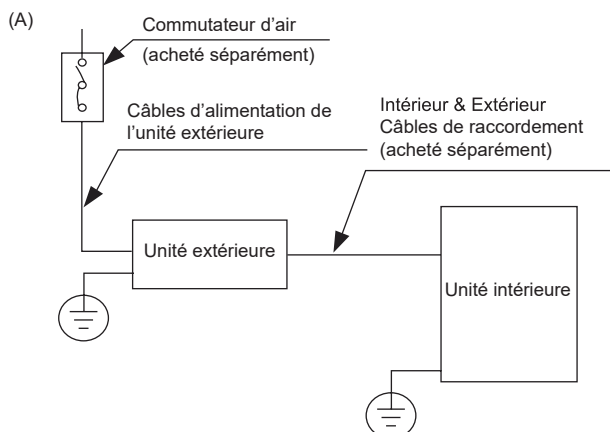 (A)
Commutateur d'air
(acheté séparément)
Câbles d'alimentation de
l'unité extérieure
Intérieur & Extérieur
Câbles de raccordement
(acheté séparément)
Unité extérieure
Unité intérieure